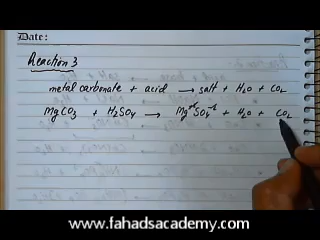 Date:
Reaction 3
metal carbonate + acid → salt + H2O + CO2
MgCO3 + H2SO4 → Mg+2SO4-2 + H2O + CO2
www.fahadsacademy.com